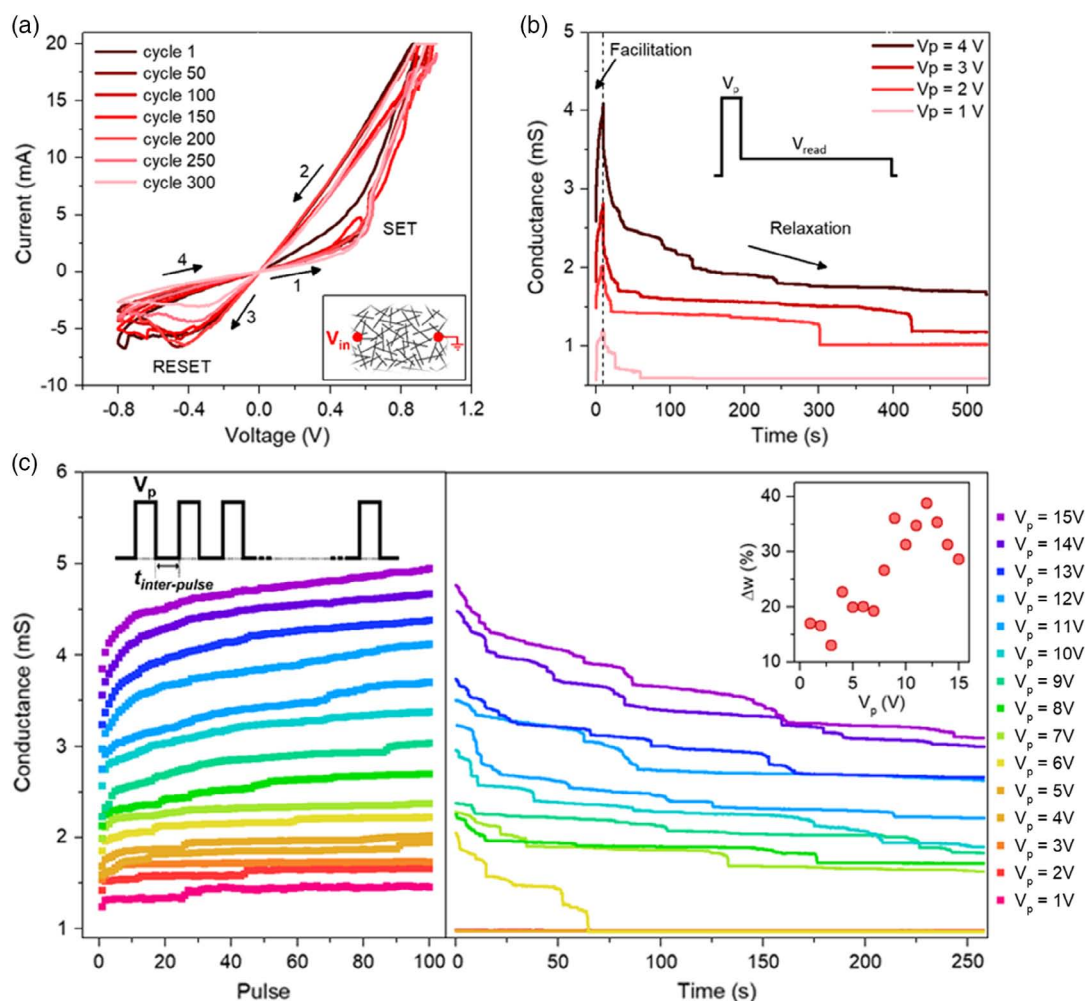 (a)
20
15
10
5
0
-5
-10
Current (mA)
cycle 1
cycle 50
cycle 100
cycle 150
cycle 200
cycle 250
cycle 300
2
SET
4
1
3
RESET
Vin
-0.8
-0.4
0.0
0.4
0.8
1.2
Voltage (V)
(b)
5
4
3
2
1
Conductance (mS)
Facilitation
Vp = 4 V
Vp = 3 V
Vp = 2 V
Vp = 1 V
Vp
Vread
Relaxation
0
100
200
300
400
500
Time (s)
(c)
6
5
4
3
2
1
Conductance (mS)
Vp
tinter-pulse
0
20
40
60
80
100
Pulse
40
30
20
10
Δw (%)
0
5
10
15
Vp (V)
0
50
100
150
200
250
Time (s)
Vp = 15V
Vp = 14V
Vp = 13V
Vp = 12V
Vp = 11V
Vp = 10V
Vp = 9V
Vp = 8V
Vp = 7V
Vp = 6V
Vp = 5V
Vp = 4V
Vp = 3V
Vp = 2V
Vp = 1V